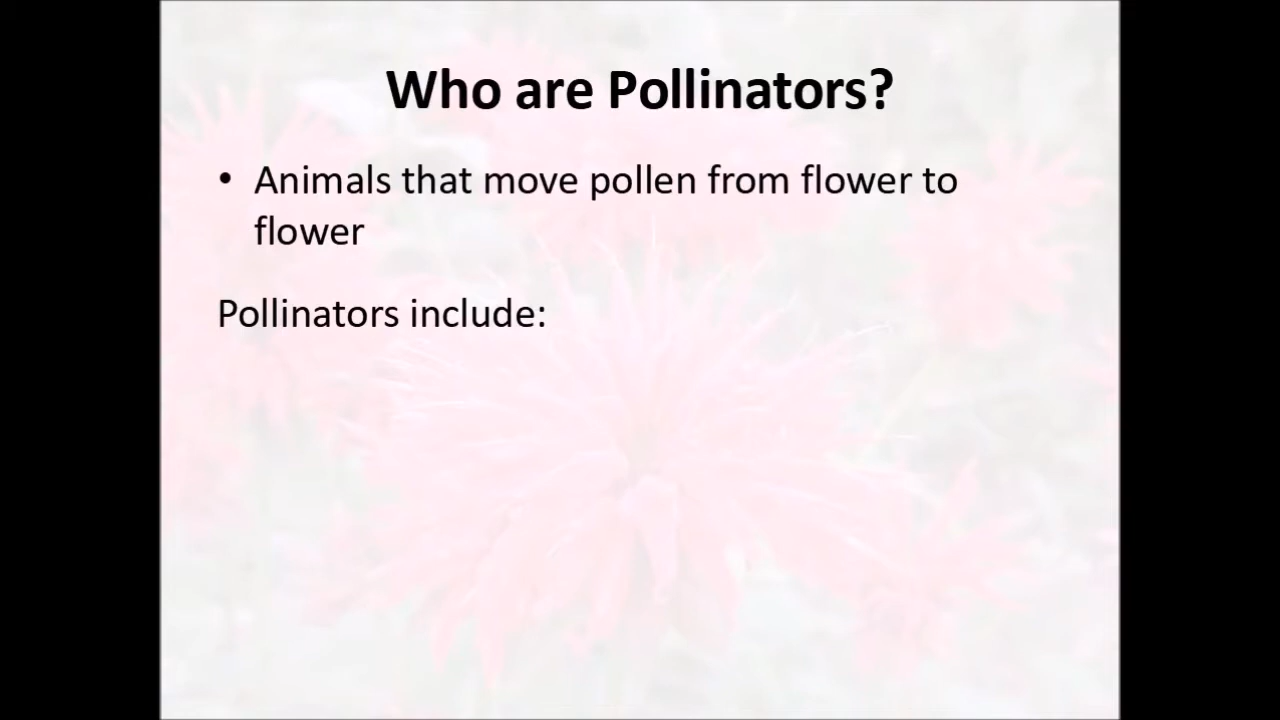 Who are Pollinators?
• Animals that move pollen from flower to
flower
Pollinators include: